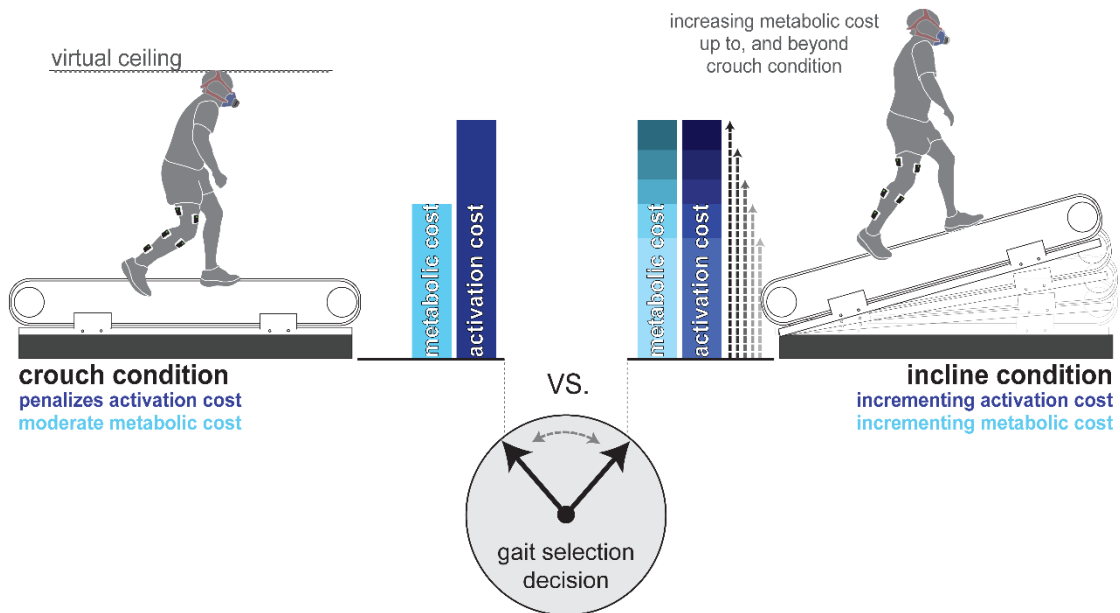 virtual ceiling
increasing metabolic cost
up to, and beyond
crouch condition
metabolic cost
activation cost
metabolic cost
activation cost
crouch condition
penalizes activation cost
moderate metabolic cost
VS.
incline condition
incrementing activation cost
incrementing metabolic cost
gait selection
decision